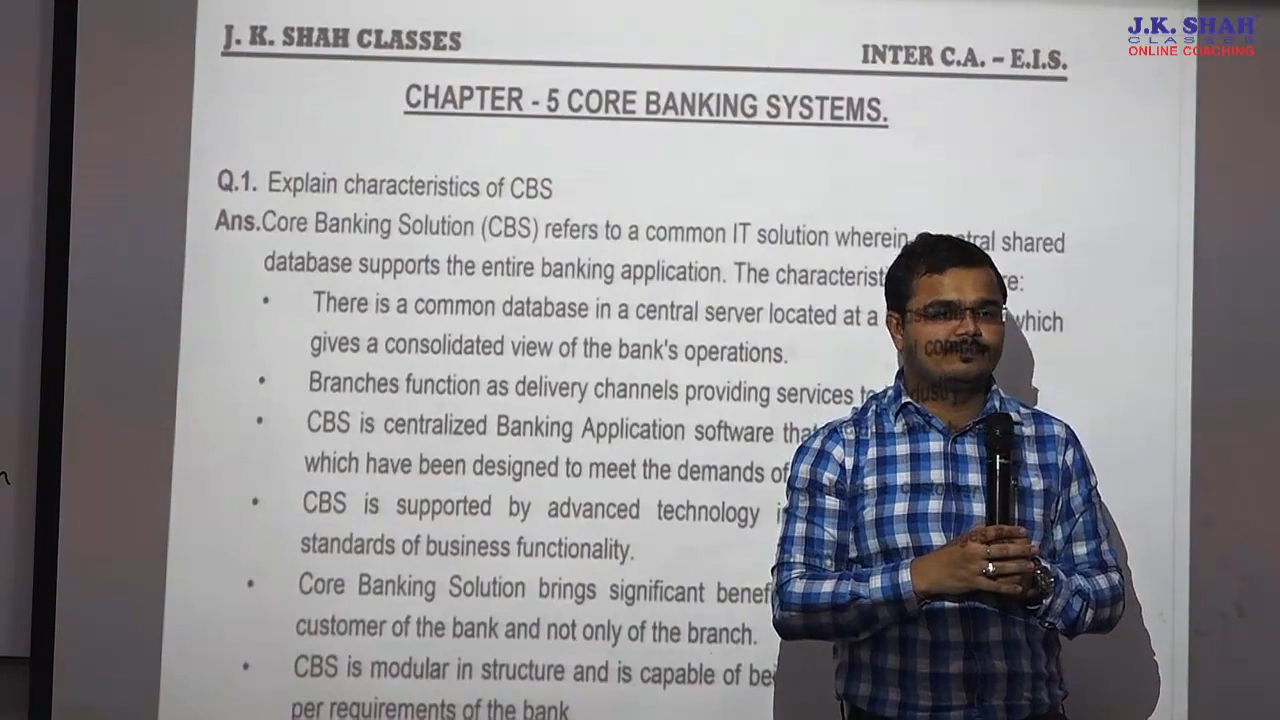 J. K. SHAH CLASSES
INTER C.A. – E.I.S.
J.K. SHAH
CLASSES
ONLINE COACHING
CHAPTER - 5 CORE BANKING SYSTEMS.
Q.1. Explain characteristics of CBS
Ans.Core Banking Solution (CBS) refers to a common IT solution wherein shared
database supports the entire banking application. The
• There is a common database in a central server located at a which
gives a consolidated view of the bank's operations.
• Branches function as delivery channels providing services
• CBS is centralized Banking Application software
which have been designed to meet the demands of
• CBS is supported by advanced technology
standards of business functionality.
• Core Banking Solution brings significant
customer of the bank and not only of the branch.
• CBS is modular in structure and is capable of
per requirements of the bank